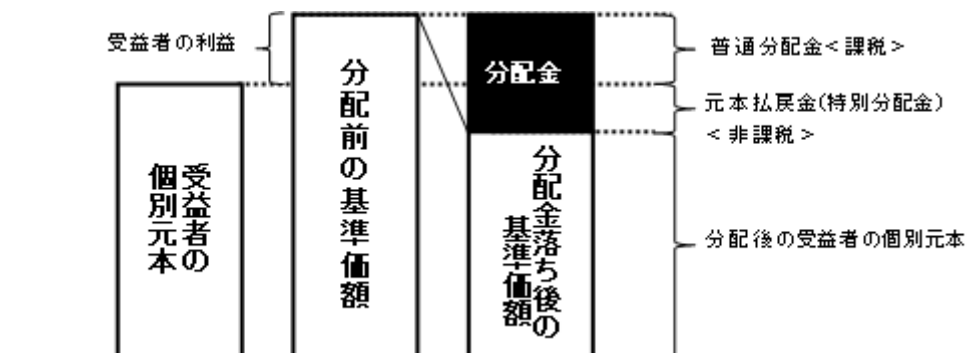 受益者の利益
受益者の
個別元本
分配前の基準価額
分配金
分配金落ち後の
基準価額
普通分配金<課税>
元本払戻金(特別分配金)
<非課税>
分配後の受益者の個別元本